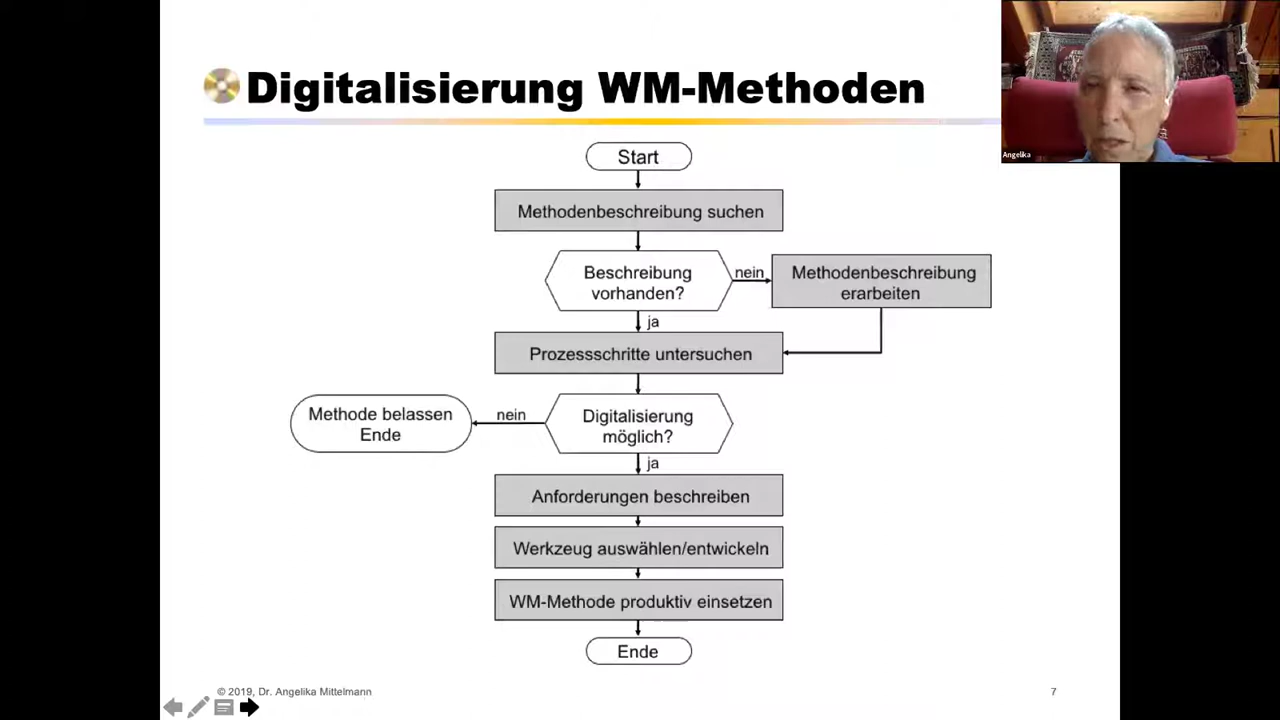 Digitalisierung WM-Methoden
Angelika
Start
Methodenbeschreibung suchen
Beschreibung
vorhanden?
nein
Methodenbeschreibung
erarbeiten
ja
Prozessschritte untersuchen
Methode belassen
Ende
nein
Digitalisierung
möglich?
ja
Anforderungen beschreiben
Werkzeug auswählen/entwickeln
WM-Methode produktiv einsetzen
Ende
© 2019, Dr. Angelika Mittelmann
7